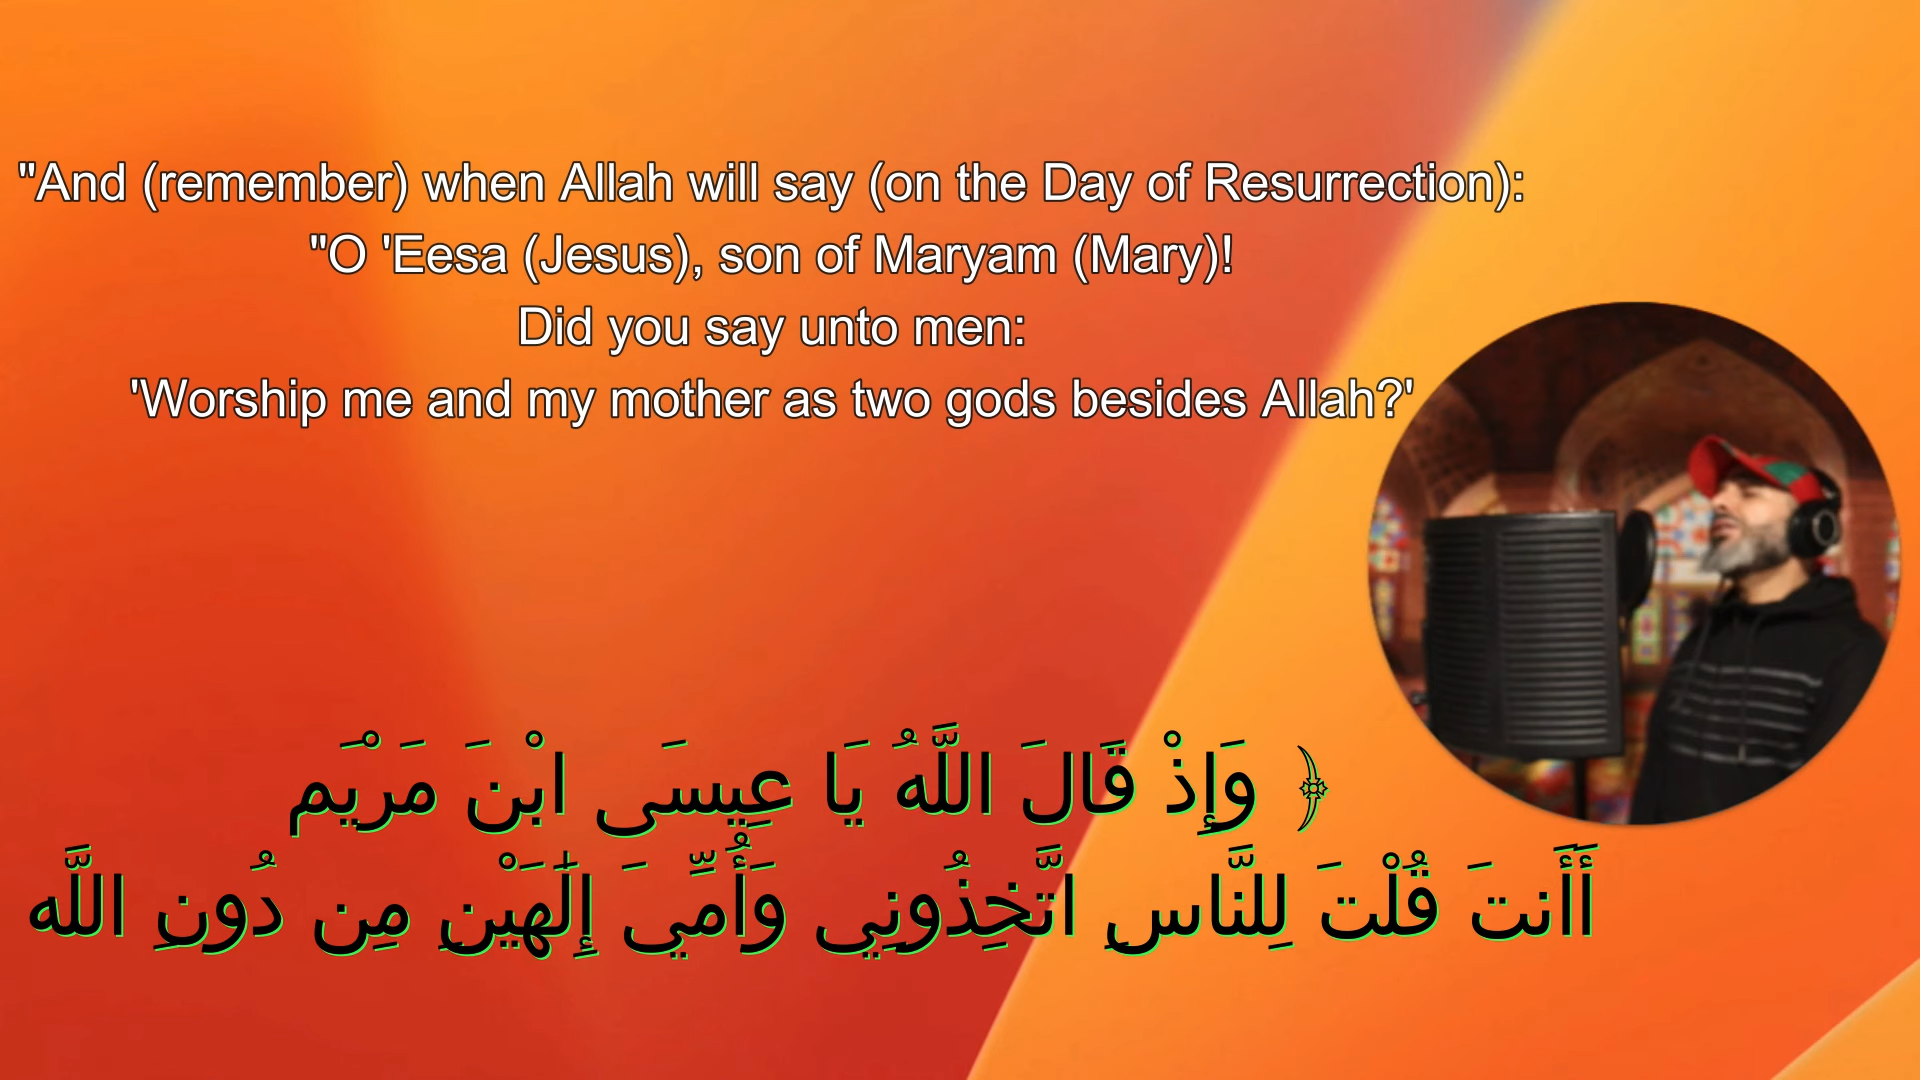 "And (remember) when Allah will say (on the Day of Resurrection):
"O 'Eesa (Jesus), son of Maryam (Mary)!
Did you say unto men:
'Worship me and my mother as two gods besides Allah?'
﴿ وَإِذْ قَالَ اللَّهُ يَا عِيسَى ابْنَ مَرْيَم
أَأَنتَ قُلْتَ لِلنَّاسِ اتَّخِذُونِي وَأُمِّيَ إِلَٰهَيْنِ مِن دُونِ اللَّه